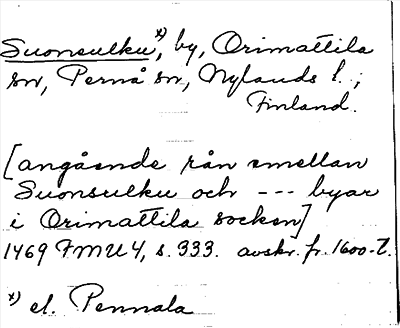 Suonsulku x), by, Orimattila
sn, Pernå sn, Nylands l.;
Finland.
[angående rån emellan
Suonsulku och --- byar
i Orimattila socken]
1469 FMU 4, s. 333. avskr. fr. 1600-t.
x) el. Pennala